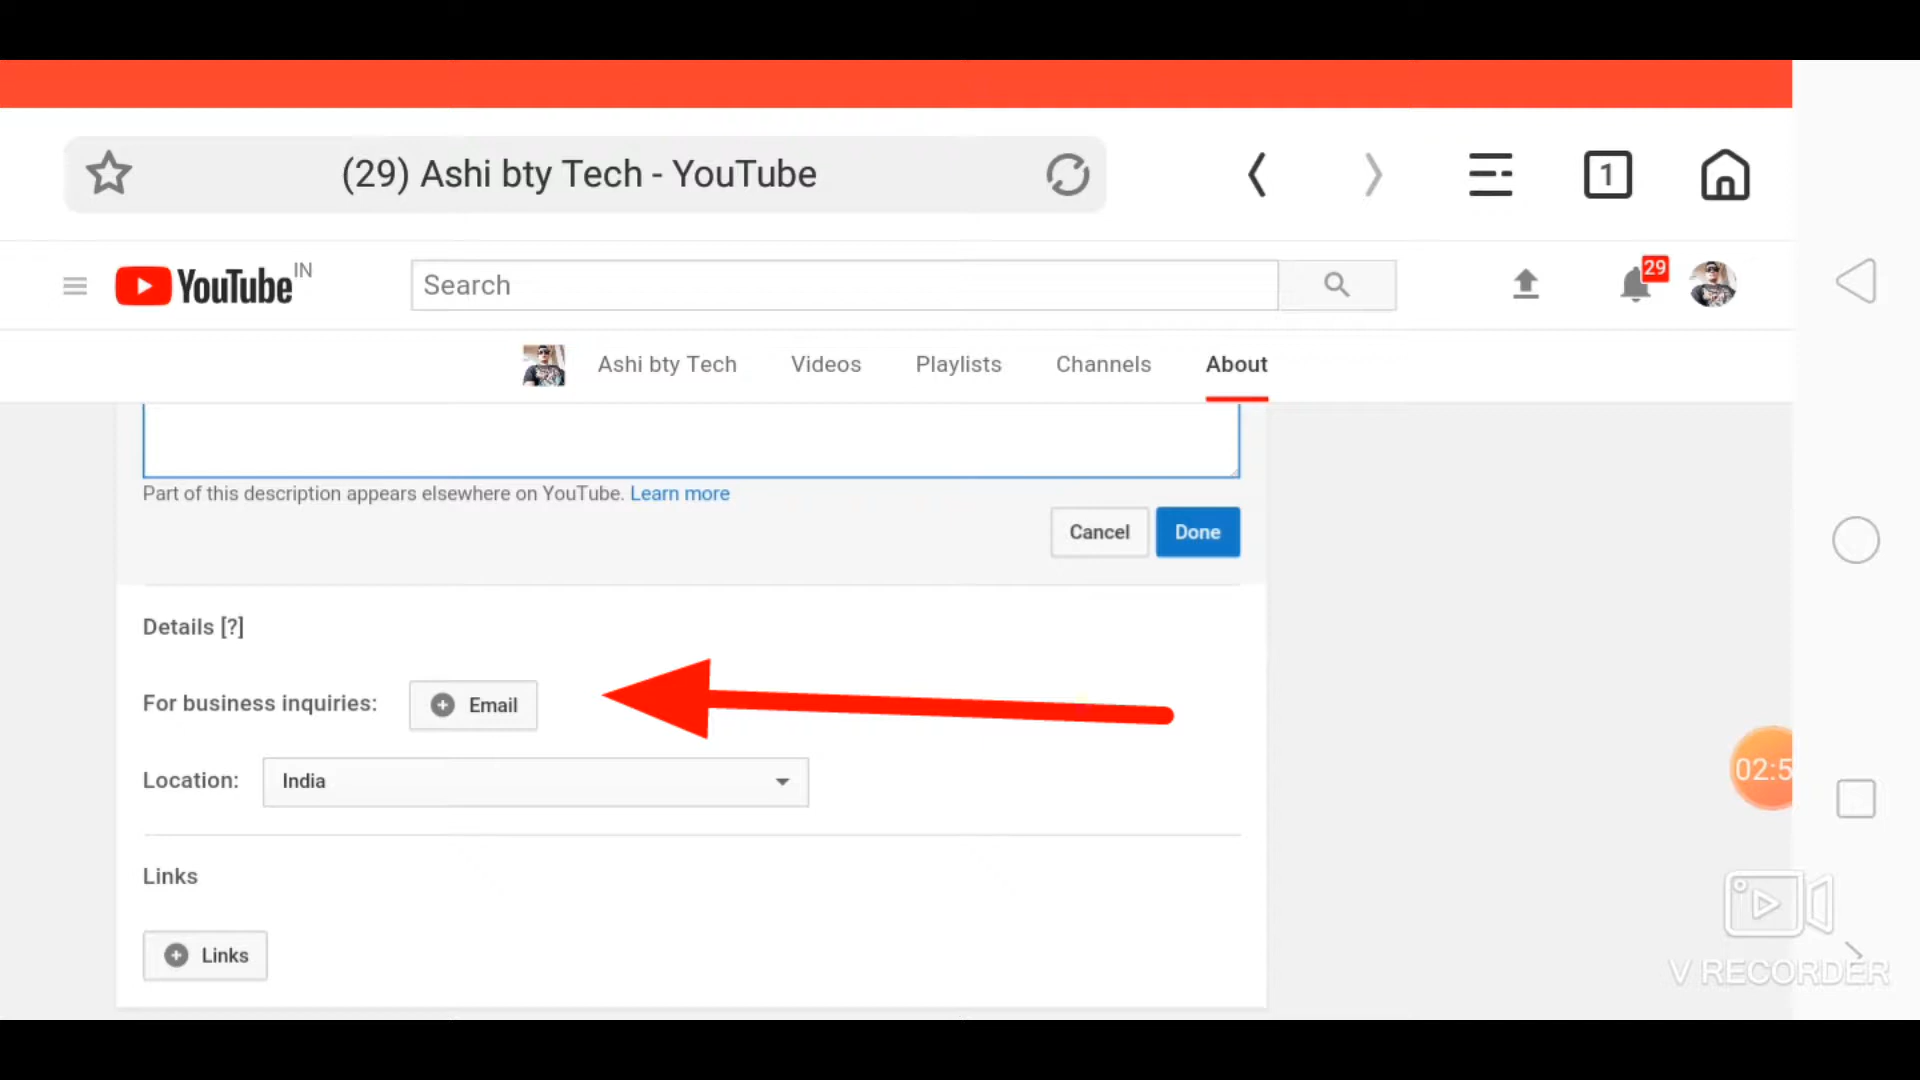 (29) Ashi bty Tech - YouTube
1
YouTube IN
Search
29
Ashi bty Tech Videos Playlists Channels About
Part of this description appears elsewhere on YouTube. Learn more
Cancel Done
Details [?]
For business inquiries: Email
Location: India
02:5
Links
Links
V RECORDER